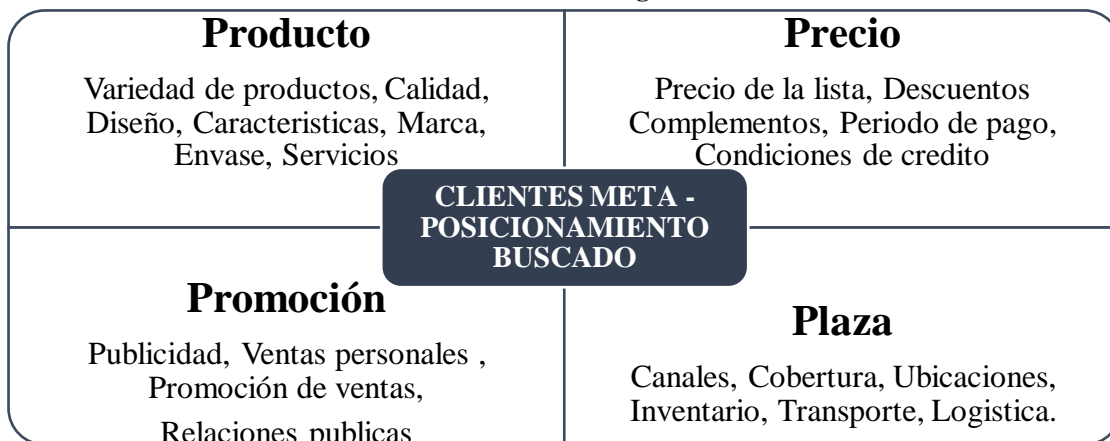 Producto
Variedad de productos, Calidad,
Diseño, Caracteristicas, Marca,
Envase, Servicios
Precio
Precio de la lista, Descuentos
Complementos, Periodo de pago,
Condiciones de credito
CLIENTES META -
POSICIONAMIENTO
BUSCADO
Promoción
Publicidad, Ventas personales ,
Promoción de ventas,
Relaciones publicas
Plaza
Canales, Cobertura, Ubicaciones,
Inventario, Transporte, Logistica.